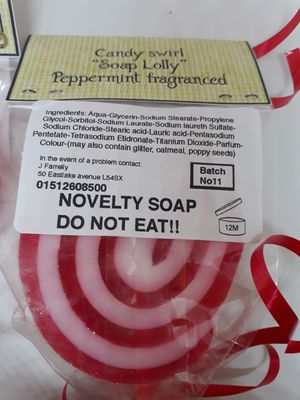 Candy swirl
"Soap Lolly"
Peppermint fragranced
Ingredients: Aqua-Glycerin-Sodium Stearate-Propylene
Glycol-Sorbitol-Sodium Laurate-Sodium laureth Sulfate-
Sodium Chloride-Stearic acid-Lauric acid-Pentasodium
Pentetate-Tetrasodium Etidronate-Titanium Dioxide-Parfum-
Colour-(may also contain glitter, oatmeal, poppy seeds)
In the event of a problem contact:
J Farrelly
50 Eastlake avenue L54SX
01512608500
Batch
No11
NOVELTY SOAP
DO NOT EAT!!
12M